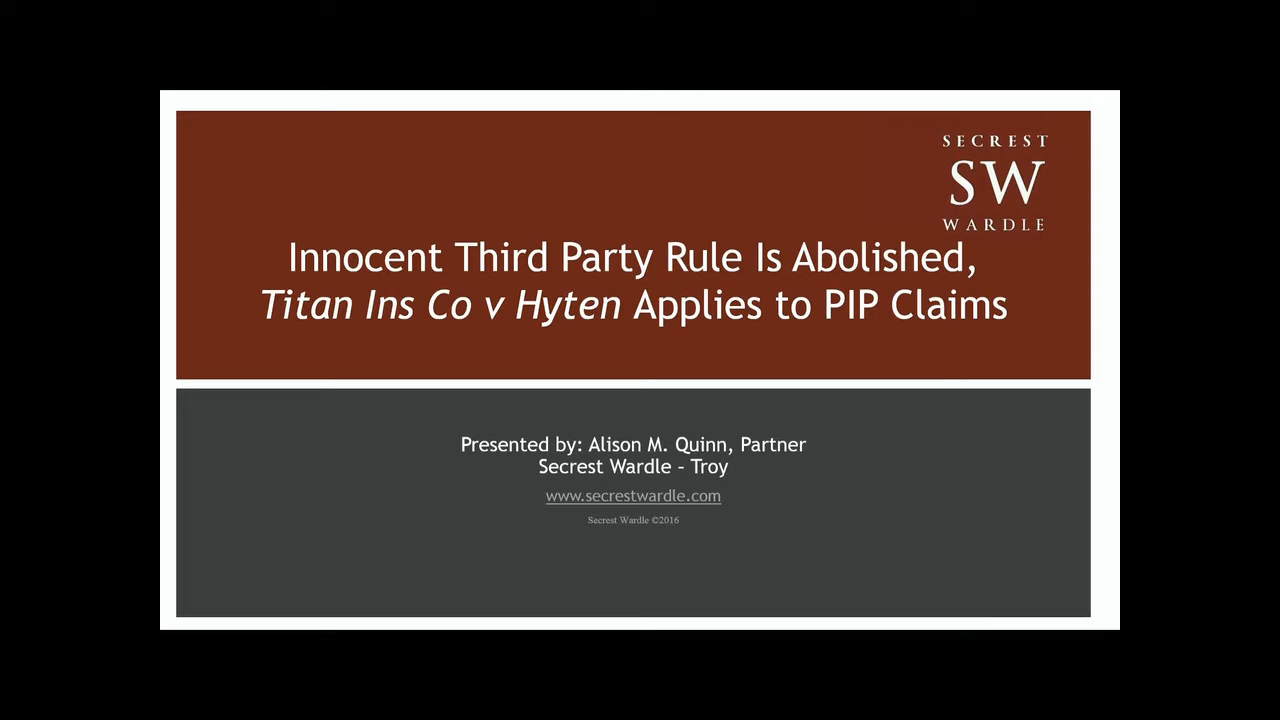 SECREST
SW
WARDLE
Innocent Third Party Rule Is Abolished,
Titan Ins Co v Hyten Applies to PIP Claims
Presented by: Alison M. Quinn, Partner
Secrest Wardle – Troy
www.secrestwardle.com
Secrest Wardle ©2016